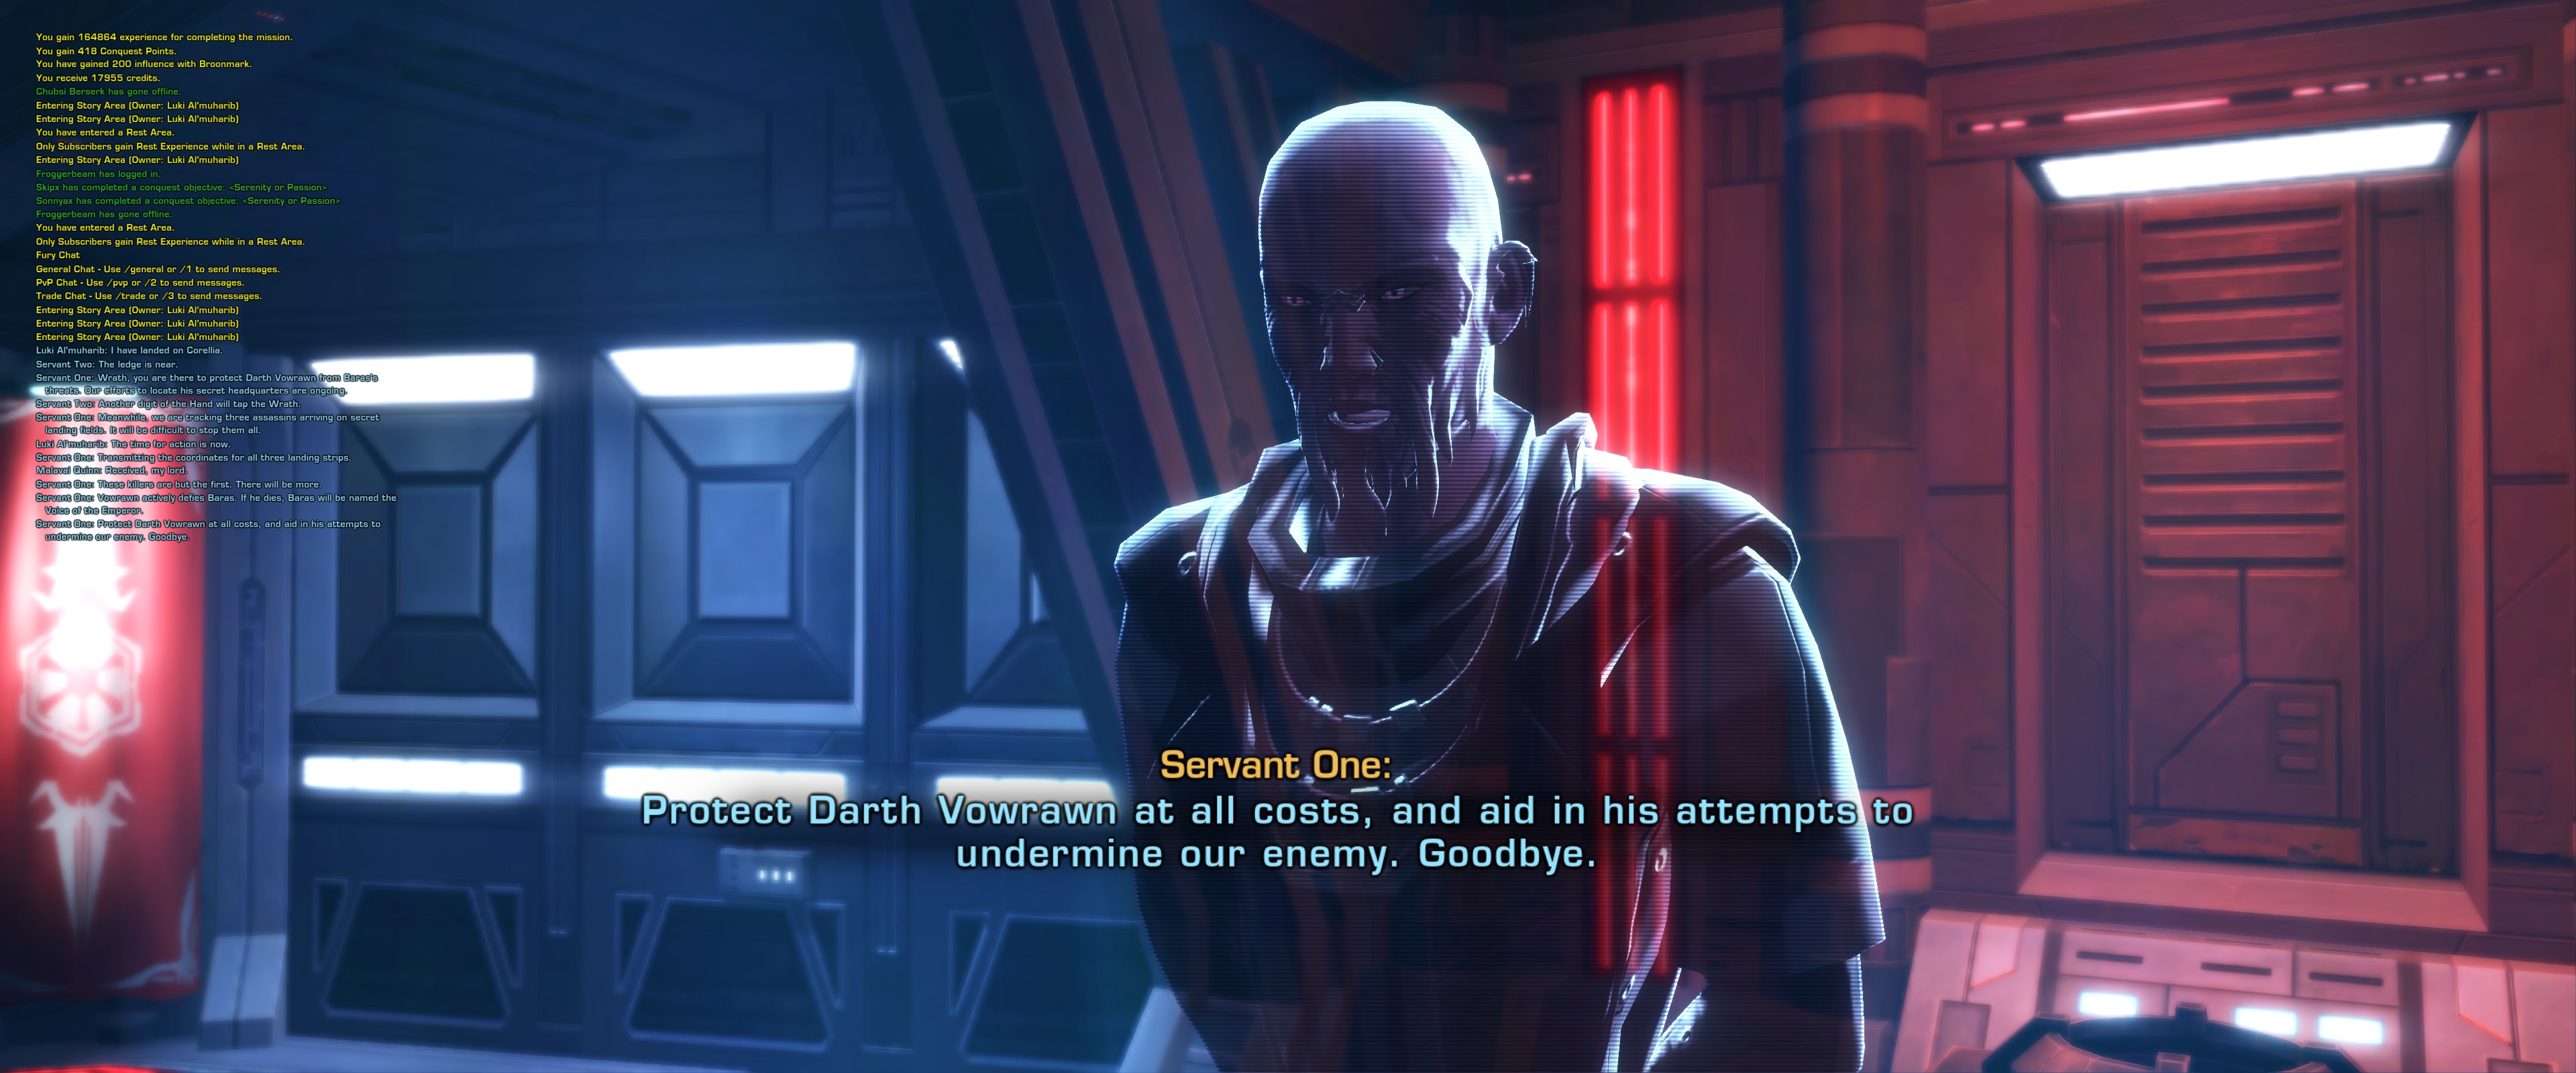 You gain 164864 experience for completing the mission.
You gain 418 Conquest Points.
You have gained 200 influence with Broonmark.
You receive 17955 credits.
Chubsi Berserk has gone offline.
Entering Story Area (Owner: Luki Al'muharib)
Entering Story Area (Owner: Luki Al'muharib)
You have entered a Rest Area.
Only Subscribers gain Rest Experience while in a Rest Area.
Entering Story Area (Owner: Luki Al'muharib)
Froggerbeam has logged in.
Skipx has completed a conquest objective: <Serenity or Passion>
Sonnyax has completed a conquest objective: <Serenity or Passion>
Froggerbeam has gone offline.
You have entered a Rest Area.
Only Subscribers gain Rest Experience while in a Rest Area.
Fury Chat
General Chat - Use /general or /1 to send messages.
PvP Chat - Use /pvp or /2 to send messages.
Trade Chat - Use /trade or /3 to send messages.
Entering Story Area (Owner: Luki Al'muharib)
Entering Story Area (Owner: Luki Al'muharib)
Entering Story Area (Owner: Luki Al'muharib)
Luki Al'muharib: I have landed on Corellia.
Servant Two: The ledge is near.
Servant One: Wrath, you are there to protect Darth Vowrawn from Baras's
threats. Our efforts to locate his secret headquarters are ongoing.
Servant Two: Another digit of the Hand will tap the Wrath.
Servant One: Meanwhile, we are tracking three assassins arriving on secret
landing fields. It will be difficult to stop them all.
Luki Al'muharib: The time for action is now.
Servant One: Transmitting the coordinates for all three landing strips.
Malavai Quinn: Received, my lord.
Servant One: These killers are but the first. There will be more.
Servant One: Vowrawn actively defies Baras. If he dies, Baras will be named the
Voice of the Emperor.
Servant One: Protect Darth Vowrawn at all costs, and aid in his attempts to
undermine our enemy. Goodbye.
Servant One:
Protect Darth Vowrawn at all costs, and aid in his attempts to
undermine our enemy. Goodbye.